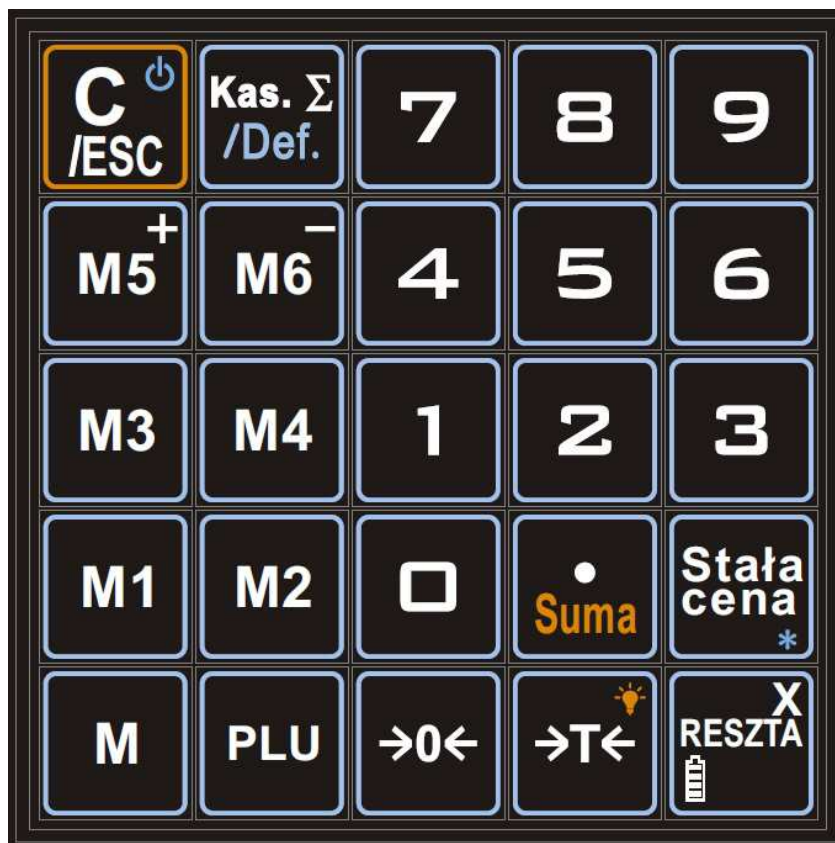 C
/ESC
Kas. Σ
/Def.
7
8
9
M5 +
M6 −
4
5
6
M3
M4
1
2
3
M1
M2
0
•
Suma
Stała
cena
*
M
PLU
→0←
→T←
X
RESZTA